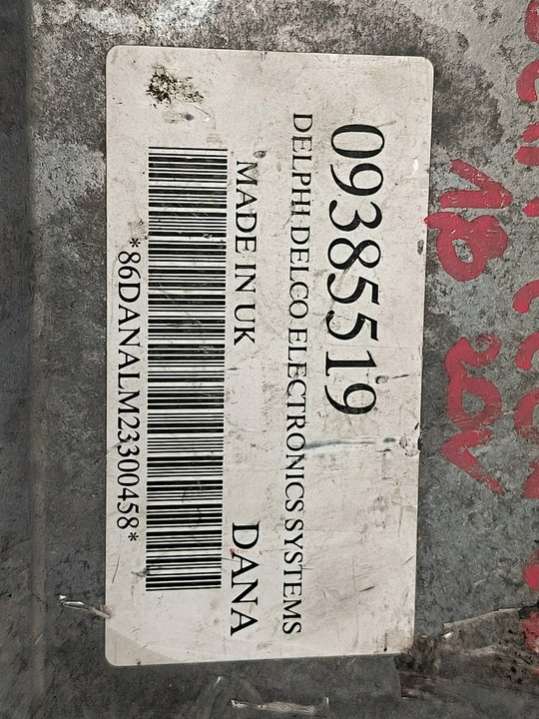 09385519
DELPHI DELCO ELECTRONICS SYSTEMS
MADE IN UK DANA
*86DANALM23300458*